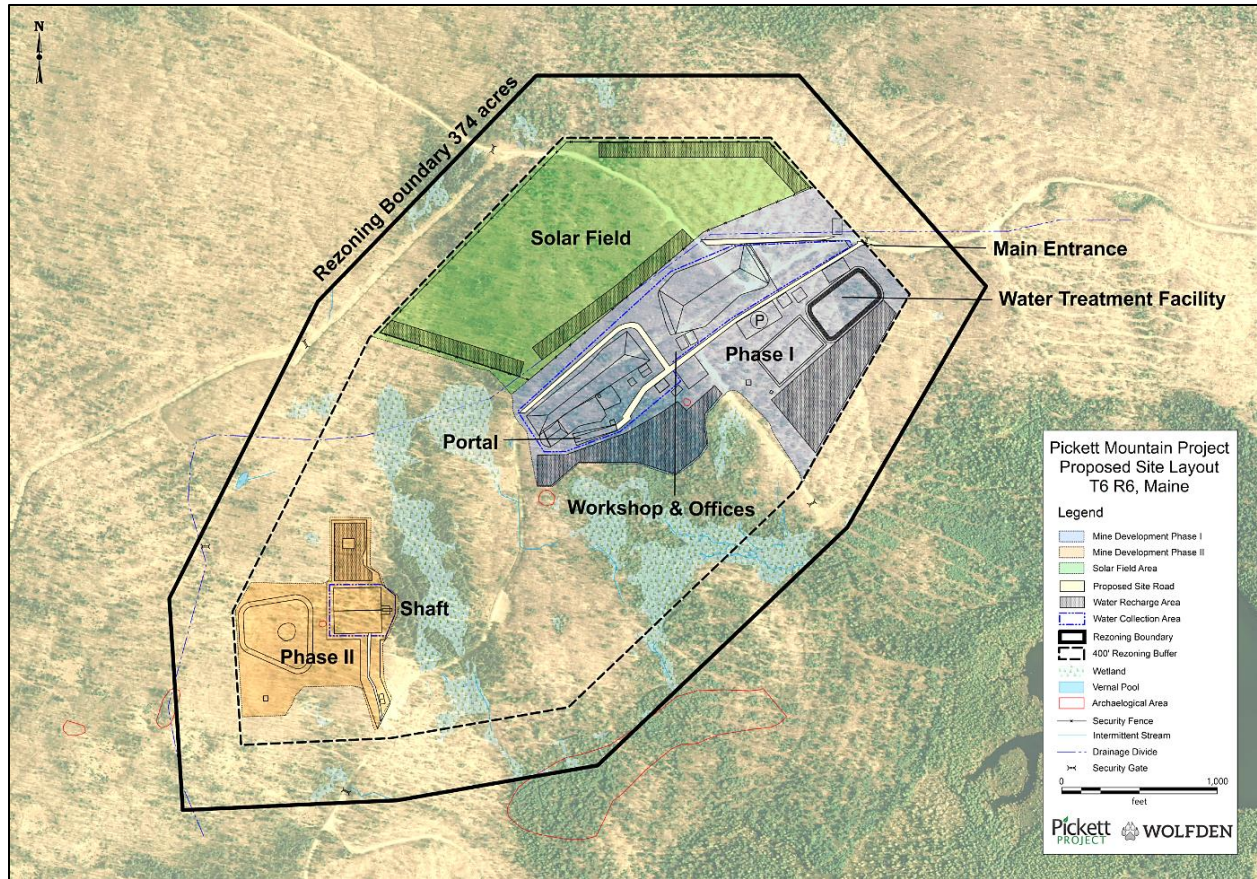 N
Rezoning Boundary 374 acres
Solar Field
Main Entrance
Water Treatment Facility
P
Phase I
Portal
Workshop & Offices
Shaft
Phase II
Pickett Mountain Project
Proposed Site Layout
T6 R6, Maine
Legend
Mine Development Phase I
Mine Development Phase II
Solar Field Area
Proposed Site Road
Water Recharge Area
Water Collection Area
Rezoning Boundary
400' Rezoning Buffer
Wetland
Vernal Pool
Archaelogical Area
Security Fence
Intermittent Stream
Drainage Divide
Security Gate
0 1,000
feet
Pickett
PROJECT
WOLFDEN